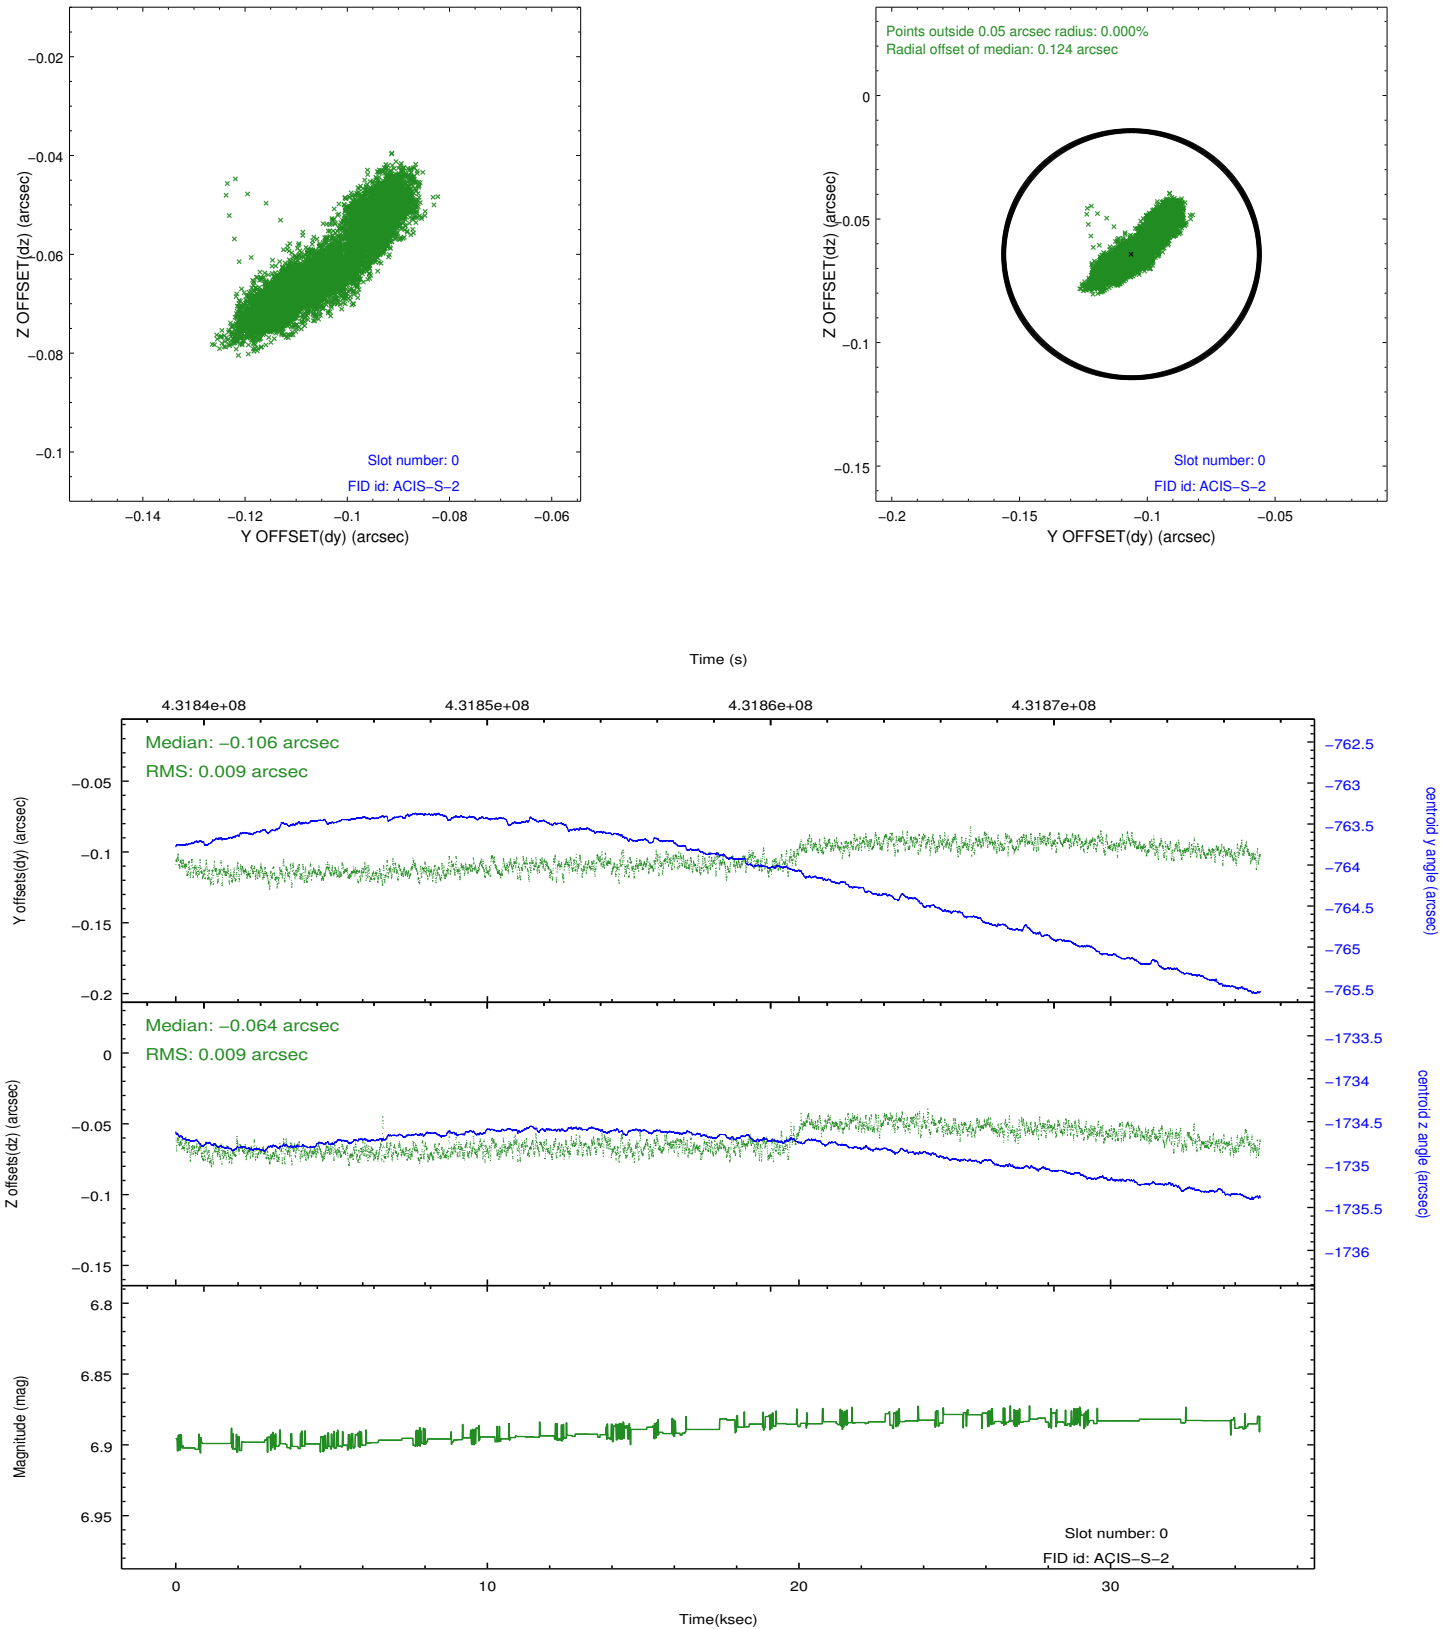 −0.02
−0.04
−0.06
−0.08
−0.1
Z OFFSET(dz) (arcsec)
Slot number: 0
FID id: ACIS−S−2
−0.14
−0.12
−0.1
−0.08
−0.06
Y OFFSET(dy) (arcsec)
Points outside 0.05 arcsec radius: 0.000%
Radial offset of median: 0.124 arcsec
0
−0.05
−0.1
−0.15
Z OFFSET(dz) (arcsec)
Slot number: 0
FID id: ACIS−S−2
−0.2
−0.15
−0.1
−0.05
Y OFFSET(dy) (arcsec)
Time (s)
4.3184e+08
4.3185e+08
4.3186e+08
4.3187e+08
Median: −0.106 arcsec
RMS: 0.009 arcsec
−0.05
−0.1
−0.15
−0.2
Y offsets(dy) (arcsec)
−762.5
−763
−763.5
−764
−764.5
−765
−765.5
centroid y angle (arcsec)
Median: −0.064 arcsec
RMS: 0.009 arcsec
0
−0.05
−0.1
−0.15
Z offsets(dz) (arcsec)
−1733.5
−1734
−1734.5
−1735
−1735.5
−1736
centroid z angle (arcsec)
6.8
6.85
6.9
6.95
Magnitude (mag)
Slot number: 0
FID id: ACIS−S−2
0
10
20
30
Time(ksec)